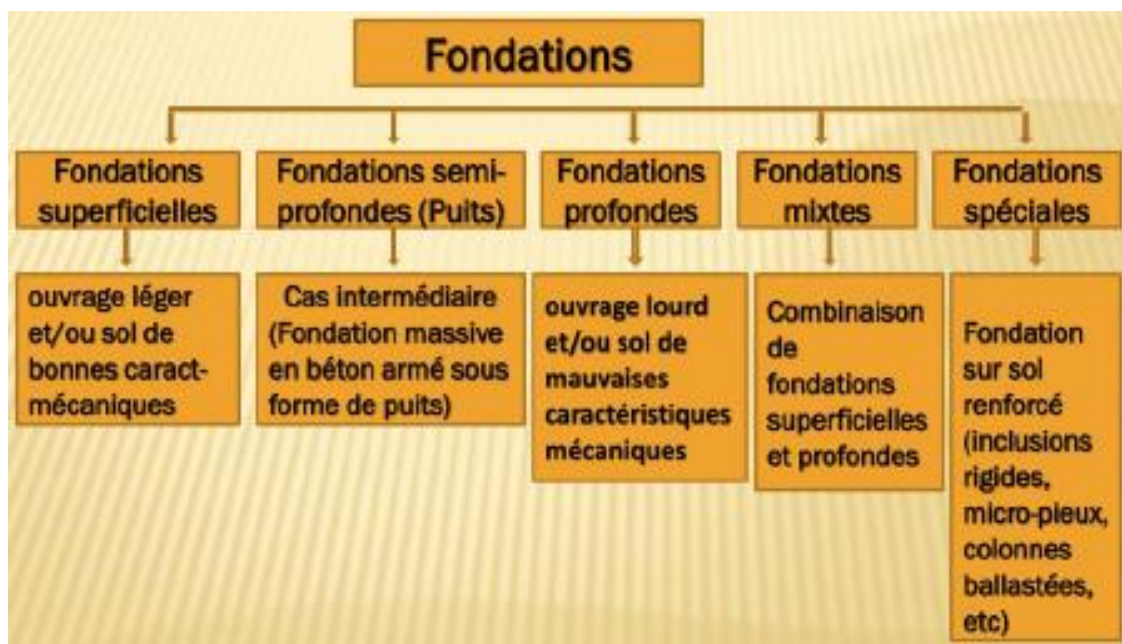 Fondations
Fondations
superficielles
Fondations semi-
profondes (Puits)
Fondations
profondes
Fondations
mixtes
Fondations
spéciales
ouvrage léger
et/ou sol de
bonnes caract-
mécaniques
Cas intermédiaire
(Fondation massive
en béton armé sous
forme de puits)
ouvrage lourd
et/ou sol de
mauvaises
caractéristiques
mécaniques
Combinaison
de
fondations
superficielles
et profondes
Fondation
sur sol
renforcé
(inclusions
rigides,
micro-pieux,
colonnes
ballastées,
etc)